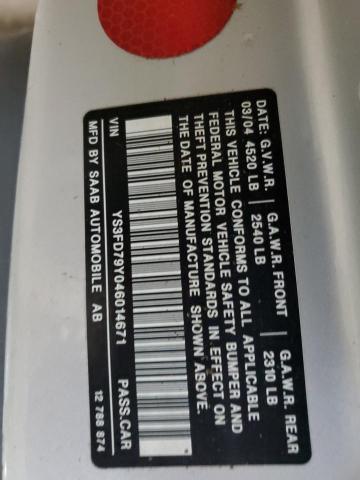 DATE: G.V.W.R. G.A.W.R. FRONT G.A.W.R. REAR
03/04 4520 LB 2540 LB 2310 LB
THIS VEHICLE CONFORMS TO ALL APPLICABLE
FEDERAL MOTOR VEHICLE SAFETY BUMPER AND
THEFT PREVENTION STANDARDS IN EFFECT ON
THE DATE OF MANUFACTURE SHOWN ABOVE.
VIN YS3FD79Y046014671 PASS.CAR
MFD BY SAAB AUTOMOBILE AB 12 788 874